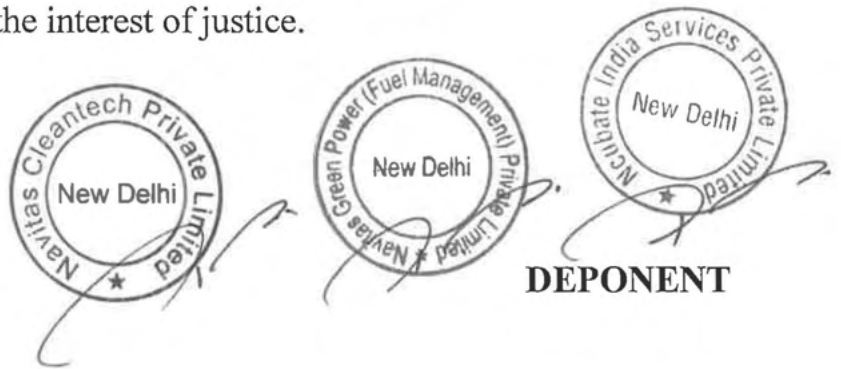 the interest of justice.
Navitas Cleantech Private Limited ★
New Delhi
Navitas Green Power (Fuel Management) Private Limited ★
New Delhi
Ncubate India Services Private Limited ★
New Delhi
DEPONENT